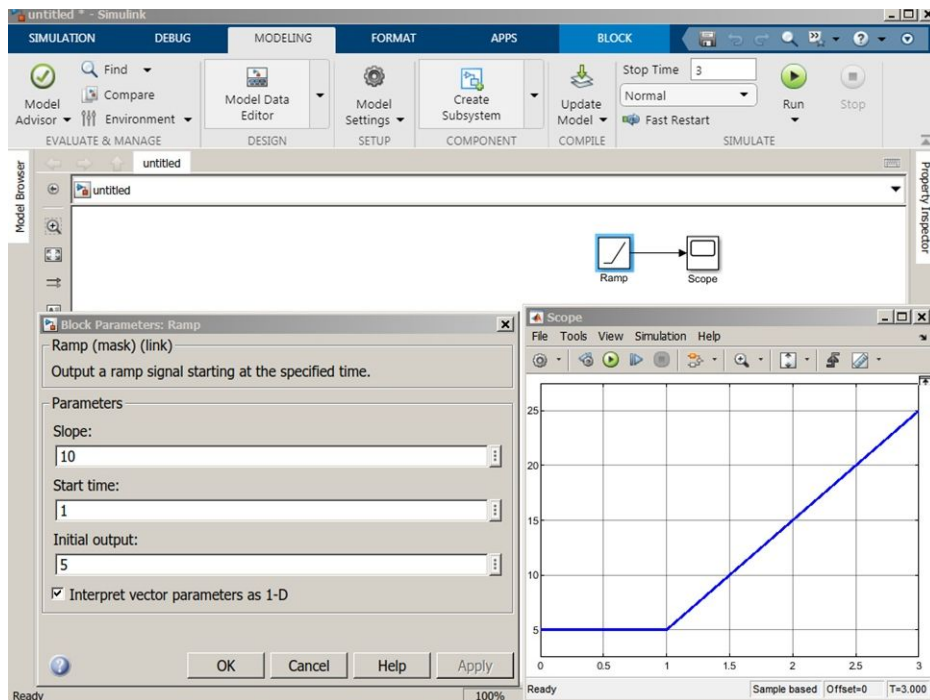 untitled * - Simulink
SIMULATION DEBUG MODELING FORMAT APPS BLOCK
Model Advisor
Find
Compare
Environment
EVALUATE & MANAGE
Model Data Editor
DESIGN
Model Settings
SETUP
Create Subsystem
COMPONENT
Update Model
COMPILE
Stop Time 3
Normal
Fast Restart
Run
Stop
SIMULATE
Model Browser
untitled
untitled
Property Inspector
Ramp
Scope
Block Parameters: Ramp
Ramp (mask) (link)
Output a ramp signal starting at the specified time.
Parameters
Slope:
10
Start time:
1
Initial output:
5
Interpret vector parameters as 1-D
OK Cancel Help Apply
Ready 100%
Scope
File Tools View Simulation Help
25
20
15
10
5
0 0.5 1 1.5 2 2.5 3
Ready Sample based Offset=0 T=3.000